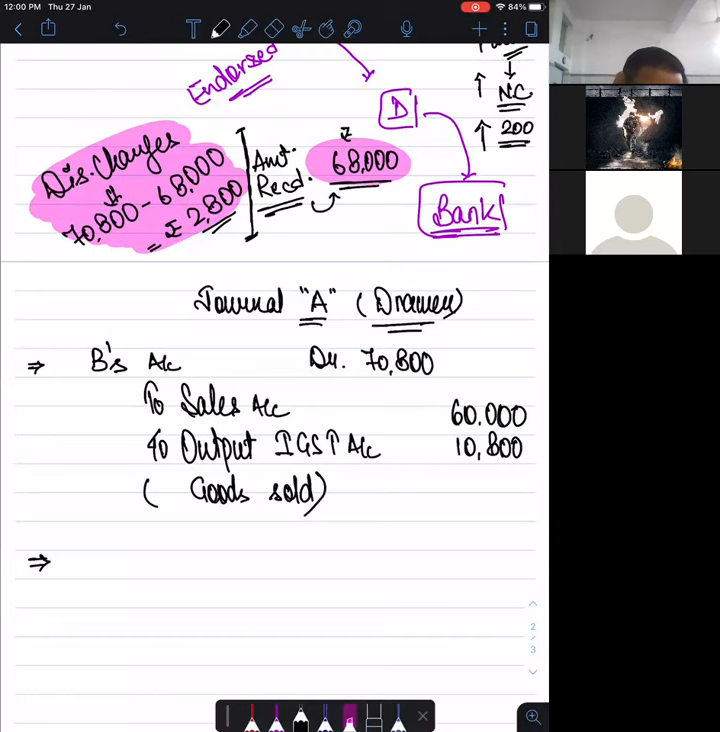 12:00 PM Thu 27 Jan
84%
T
Endorsed
NC
200
D
Bank
Dis. Charges
70,800 - 68,000
= ₹ 2,800
Amt.
Recd.
68,000
Journal "A" (Drawer)
⇒ B's A/c Dr. 70,800
To Sales A/c 60,000
To Output IGST A/c 10,800
( Goods sold)
⇒
2
3